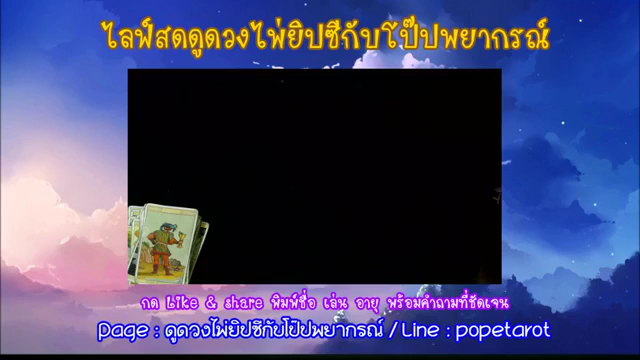 ไลฟ์สดดูดวงไพ่ยิปซีกับโป๊ปพยากรณ์
กด Like & share พิมพ์ชื่อ เล่น อายุ พร้อมคำถามที่ชัดเจน
Page : ดูดวงไพ่ยิปซีกับโป๊ปพยากรณ์ / Line : popetarot